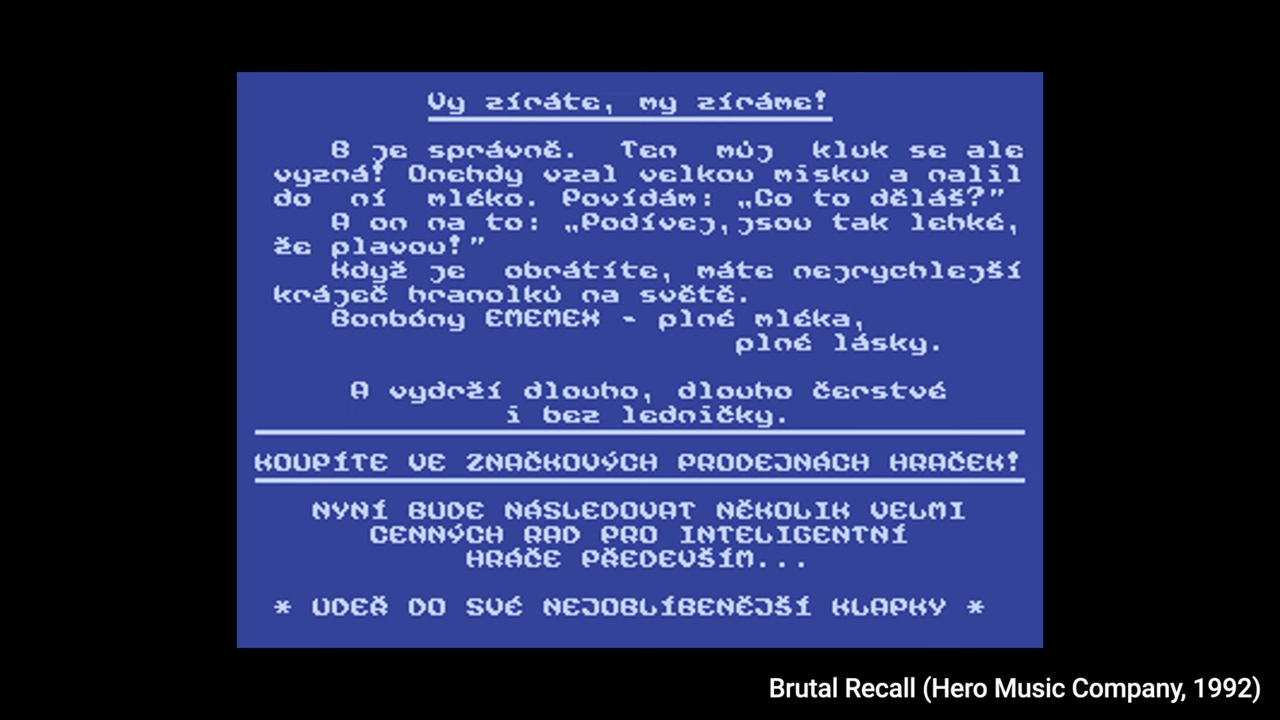 Vy zíráte, my zíráme!
B je správně. Ten můj kluk se ale
vyzná! Onehdy vzal velkou misku a nalil
do ní mléko. Povídám: „Co to děláš?”
A on na to: „Podívej,jsou tak lehké,
že plavou!”
Když je obrátíte, máte nejrychlejší
kráječ hranolků na světě.
Bonbóny EMEMEX - plné mléka,
plné lásky.
A vydrží dlouho, dlouho čerstvé
i bez ledničky.
KOUPÍTE VE ZNAČKOVÝCH PRODEJNÁCH HRAČEK!
NYNÍ BUDE NÁSLEDOVAT NĚKOLIK VELMI
CENNÝCH RAD PRO INTELIGENTNÍ
HRÁČE PŘEDEVŠÍM...
* UDEŘ DO SVÉ NEJOBLÍBENĚJŠÍ KLAPKY *
Brutal Recall (Hero Music Company, 1992)